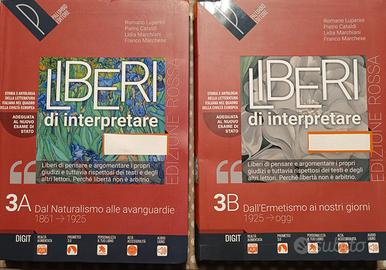 PALUMBO EDITORE
Romano Luperini
Pietro Cataldi
Lidia Marchiani
Franco Marchese
STORIA E ANTOLOGIA
DELLA LETTERATURA
ITALIANA NEL QUADRO
DELLA CIVILTÀ EUROPEA
ADEGUATA
AL NUOVO
ESAME DI
STATO
LIBERI
di interpretare
EDIZIONE ROSSA
Liberi di pensare e argomentare i propri
giudizi e tuttavia rispettosi dei testi e degli
altri lettori. Perché libertà non è arbitrio.
3A Dal Naturalismo alle avanguardie
1861 → 1925
DIGIT
Romano Luperini
Pietro Cataldi
Lidia Marchiani
Franco Marchese
STORIA E ANTOLOGIA
DELLA LETTERATURA
ITALIANA NEL QUADRO
DELLA CIVILTÀ EUROPEA
ADEGUATA
AL NUOVO
ESAME DI
STATO
LIBERI
di interpretare
EDIZIONE ROSSA
Liberi di pensare e argomentare i propri
giudizi e tuttavia rispettosi dei testi e degli
altri lettori. Perché libertà non è arbitrio.
3B Dall'Ermetismo ai nostri giorni
1925 → oggi
DIGIT
subito